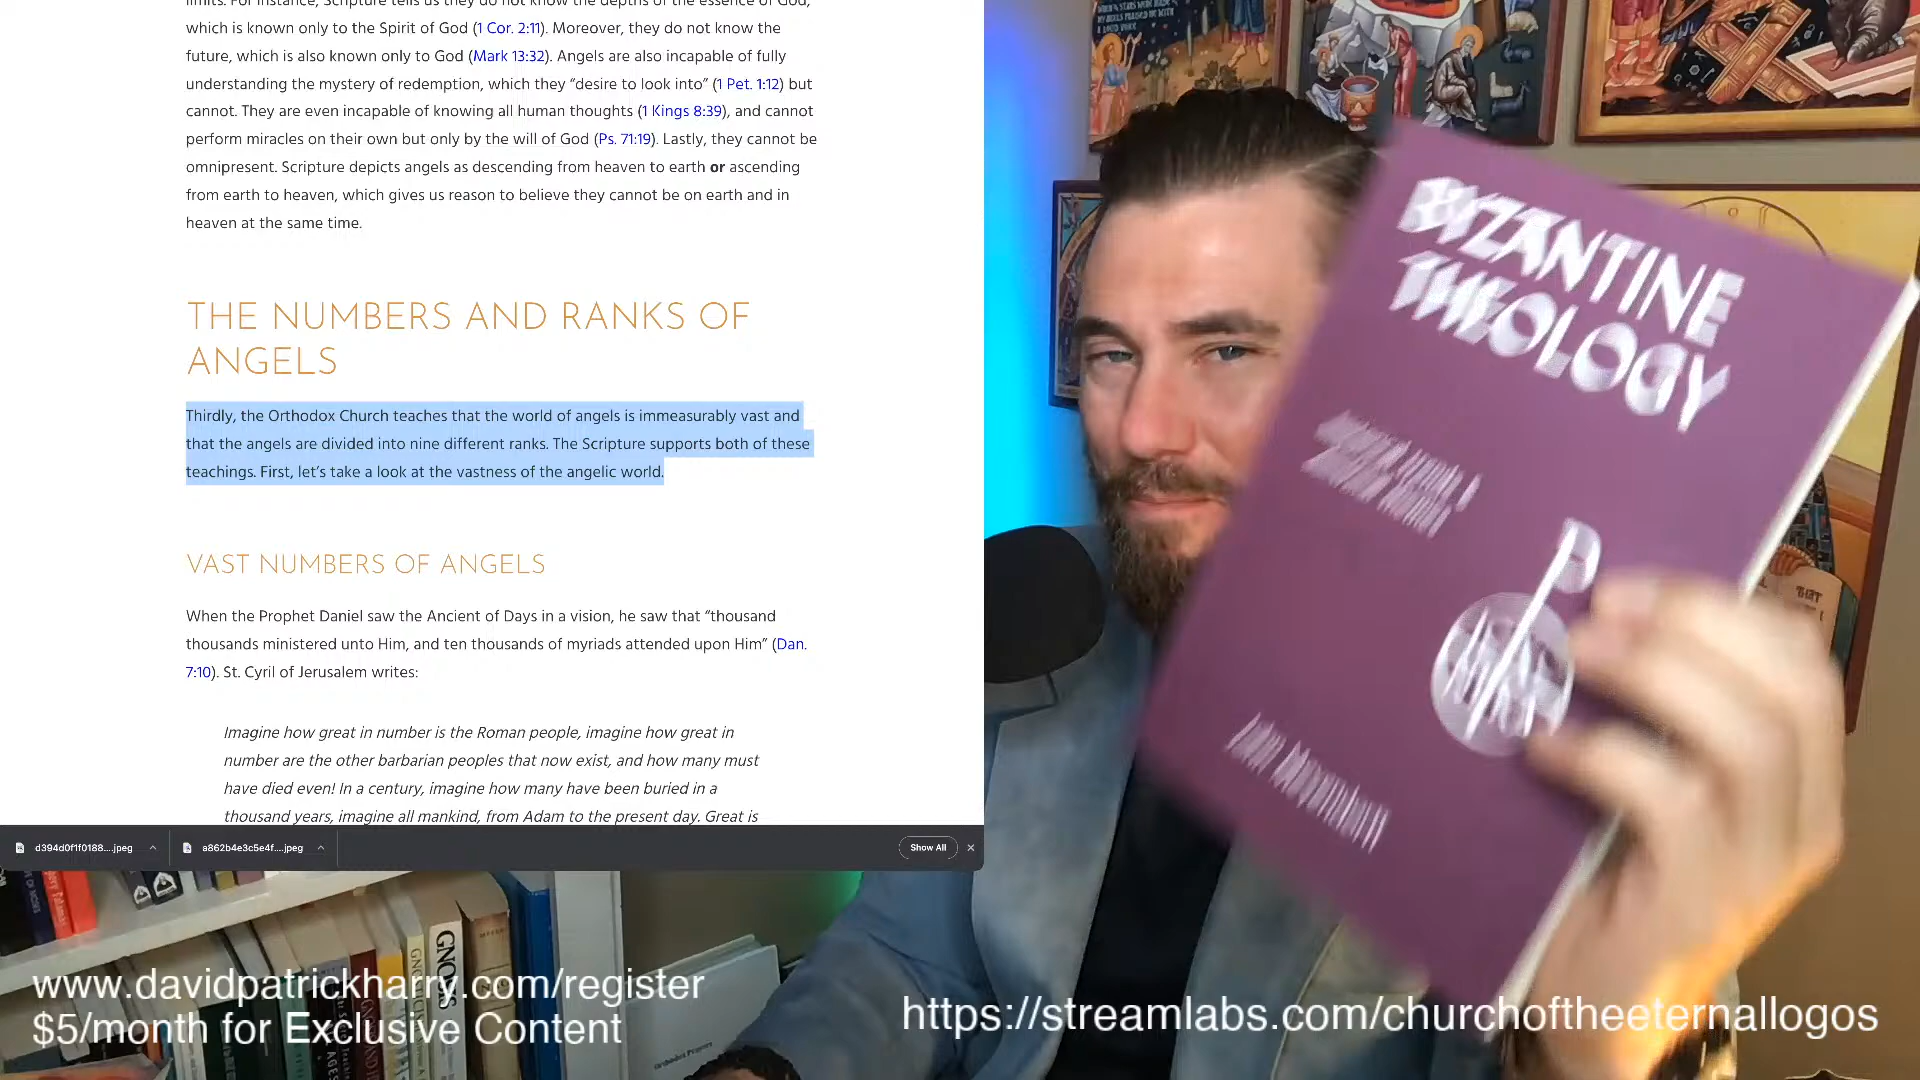 limits. For instance, Scripture tells us they do not know the depths of the essence of God,
which is known only to the Spirit of God (1 Cor. 2:11). Moreover, they do not know the
future, which is also known only to God (Mark 13:32). Angels are also incapable of fully
understanding the mystery of redemption, which they “desire to look into” (1 Pet. 1:12) but
cannot. They are even incapable of knowing all human thoughts (1 Kings 8:39), and cannot
perform miracles on their own but only by the will of God (Ps. 71:19). Lastly, they cannot be
omnipresent. Scripture depicts angels as descending from heaven to earth or ascending
from earth to heaven, which gives us reason to believe they cannot be on earth and in
heaven at the same time.
THE NUMBERS AND RANKS OF
ANGELS
Thirdly, the Orthodox Church teaches that the world of angels is immeasurably vast and
that the angels are divided into nine different ranks. The Scripture supports both of these
teachings. First, let’s take a look at the vastness of the angelic world.
VAST NUMBERS OF ANGELS
When the Prophet Daniel saw the Ancient of Days in a vision, he saw that “thousand
thousands ministered unto Him, and ten thousands of myriads attended upon Him” (Dan.
7:10). St. Cyril of Jerusalem writes:
Imagine how great in number is the Roman people, imagine how great in
number are the other barbarian peoples that now exist, and how many must
have died even! In a century, imagine how many have been buried in a
thousand years, imagine all mankind, from Adam to the present day. Great is
d394d0f1f0188....jpeg
a862b4e3c5e4f....jpeg
Show All
BYZANTINE
THEOLOGY
GNOSIS
Orthodox Prayers
www.davidpatrickharry.com/register
$5/month for Exclusive Content
https://streamlabs.com/churchoftheeternallogos